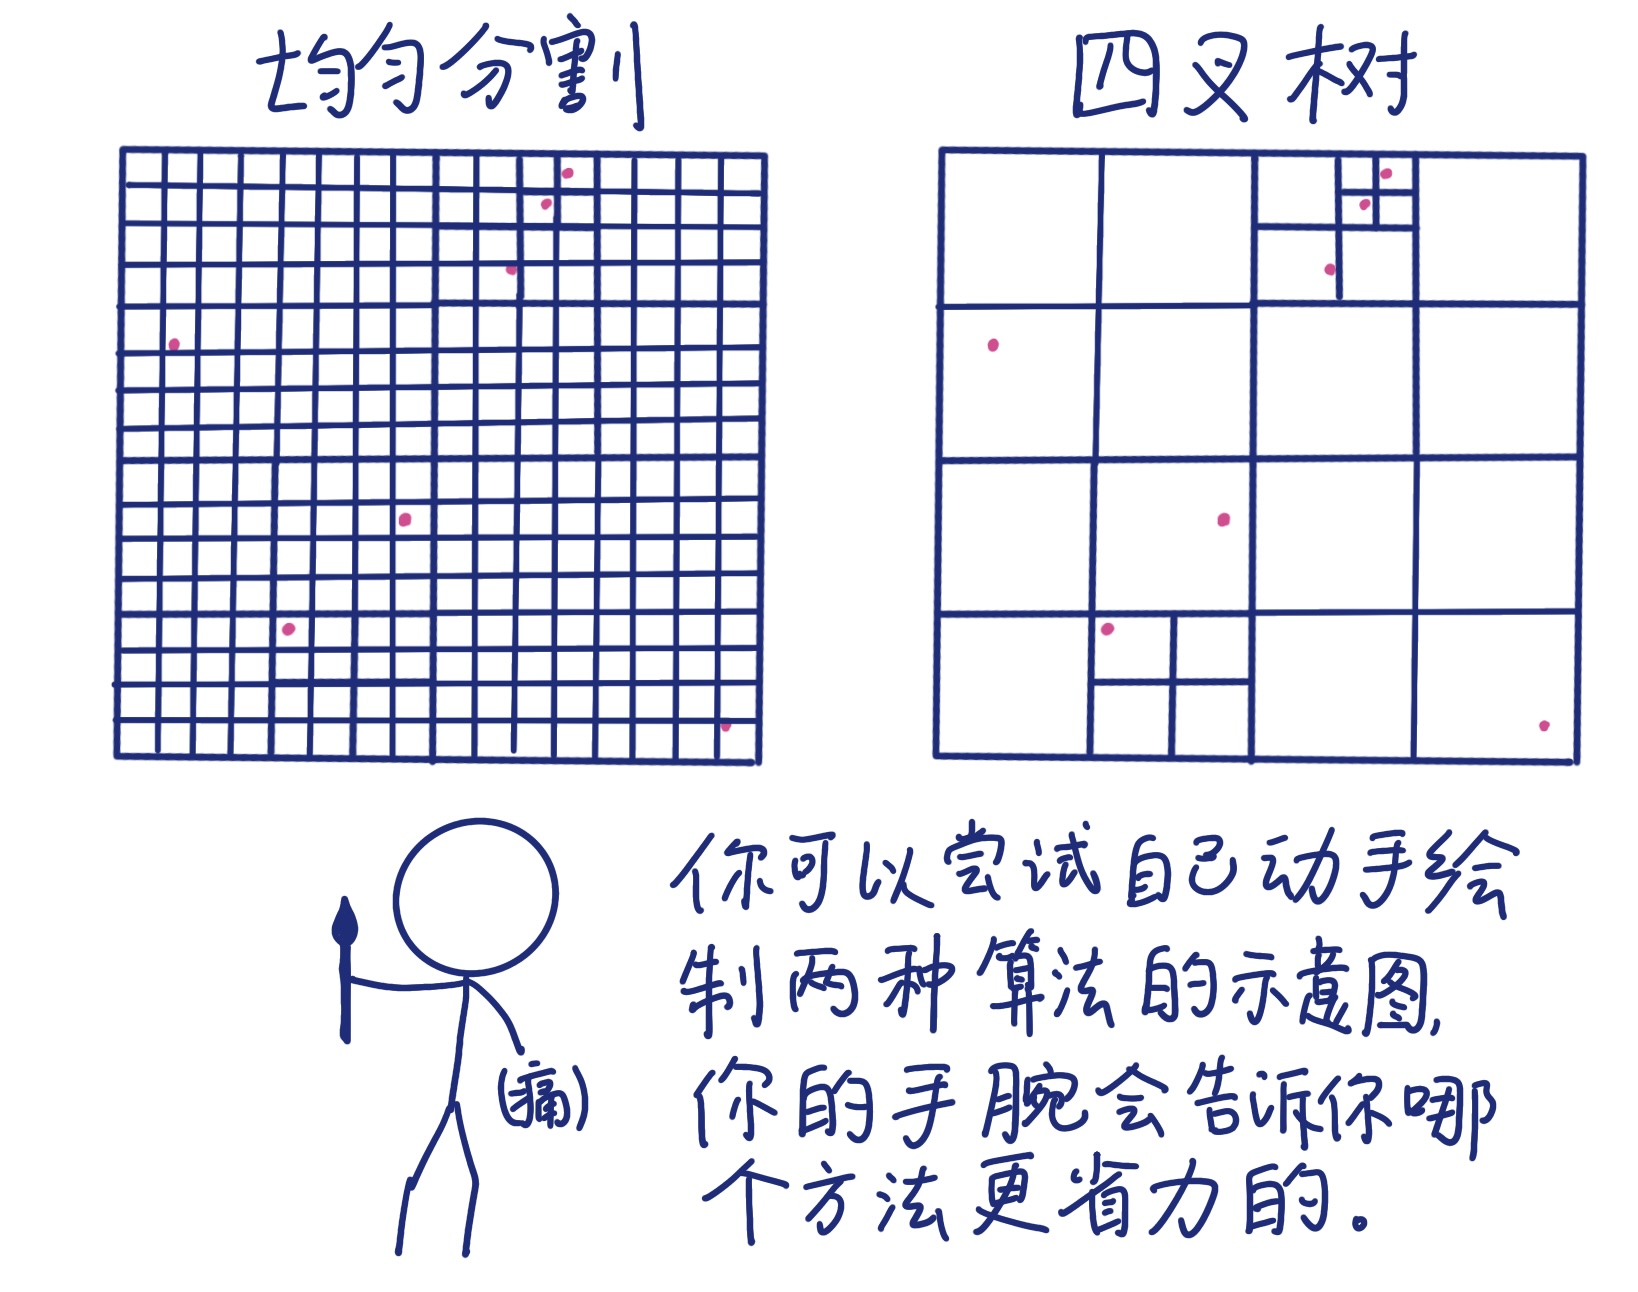 均匀分割
四叉树
你可以尝试自己动手绘
制两种算法的示意图,
你的手腕会告诉你哪
个方法更省力的。
(痛)